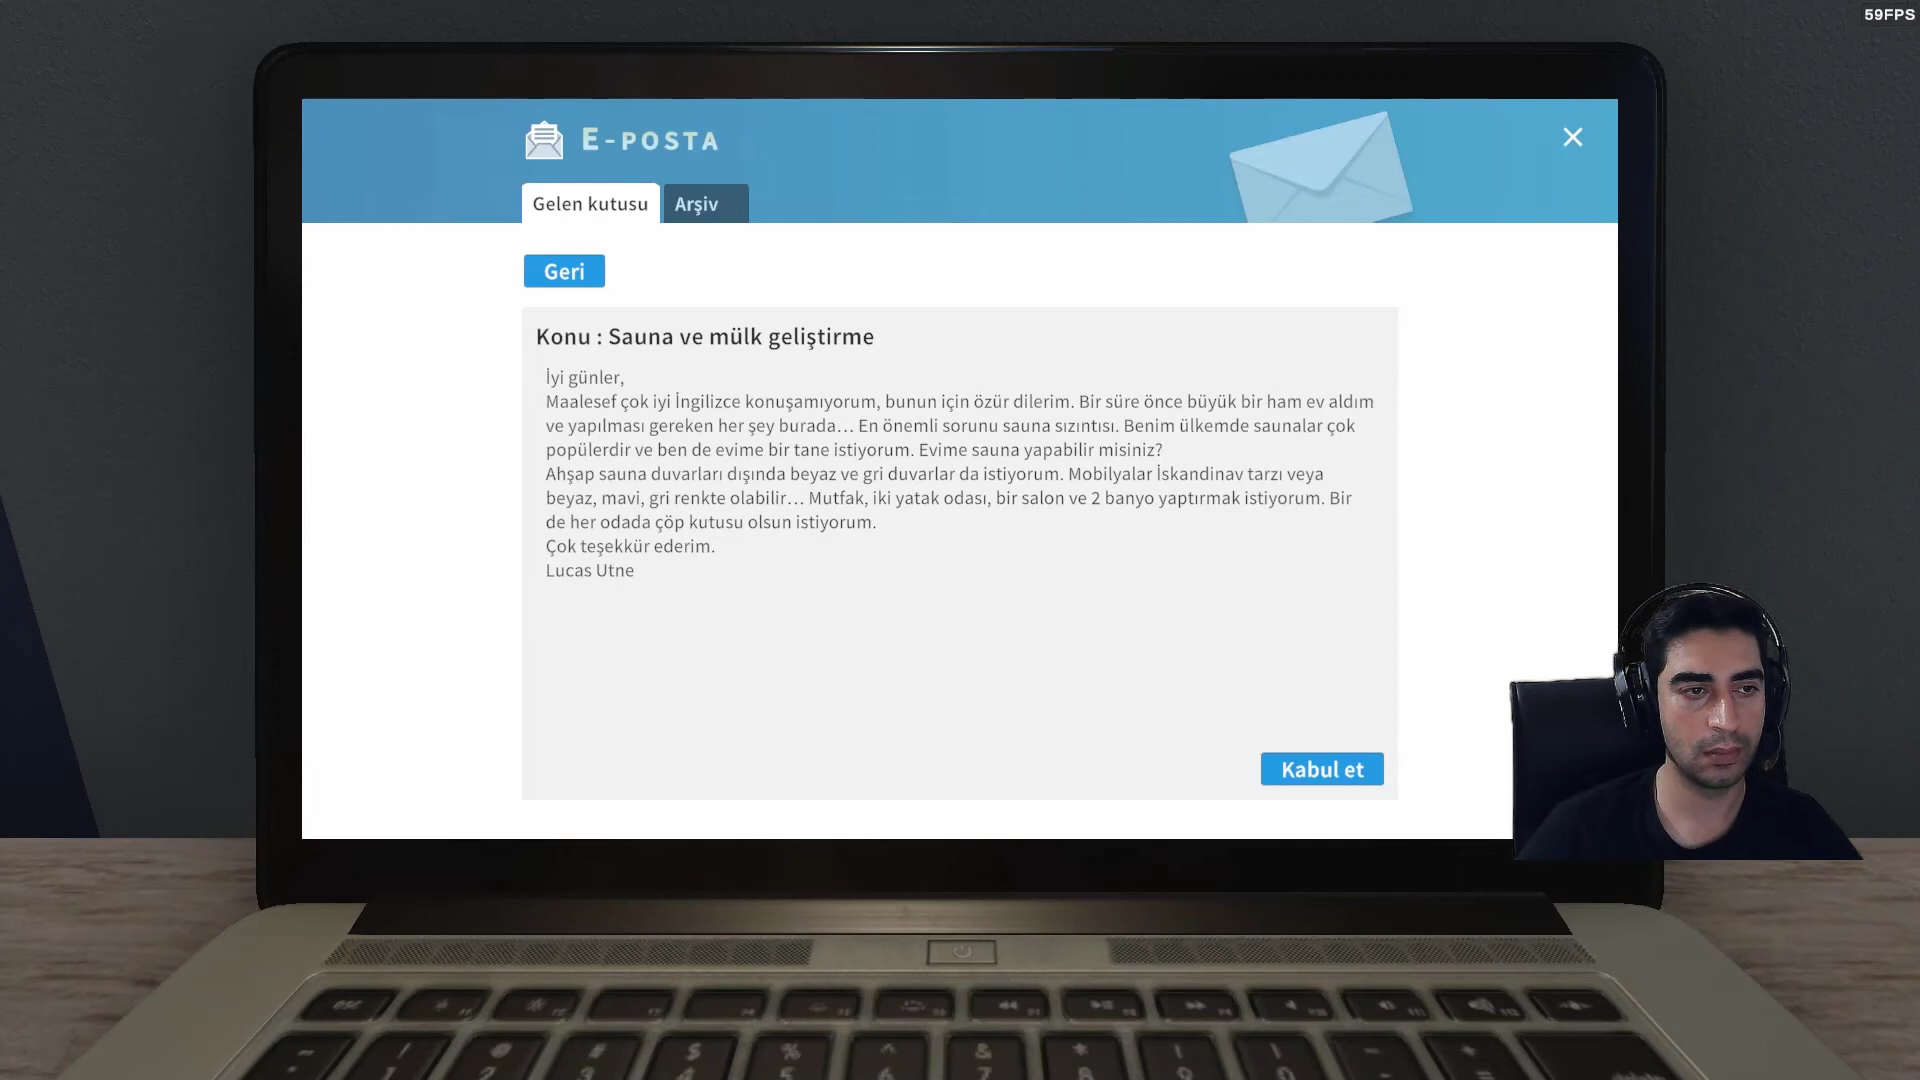 59FPS
E-POSTA
Gelen kutusu
Arşiv
Geri
Konu : Sauna ve mülk geliştirme
İyi günler,
Maalesef çok iyi İngilizce konuşamıyorum, bunun için özür dilerim. Bir süre önce büyük bir ham ev aldım
ve yapılması gereken her şey burada… En önemli sorunu sauna sızıntısı. Benim ülkemde saunalar çok
popülerdir ve ben de evime bir tane istiyorum. Evime sauna yapabilir misiniz?
Ahşap sauna duvarları dışında beyaz ve gri duvarlar da istiyorum. Mobilyalar İskandinav tarzı veya
beyaz, mavi, gri renkte olabilir… Mutfak, iki yatak odası, bir salon ve 2 banyo yaptırmak istiyorum. Bir
de her odada çöp kutusu olsun istiyorum.
Çok teşekkür ederim.
Lucas Utne
Kabul et